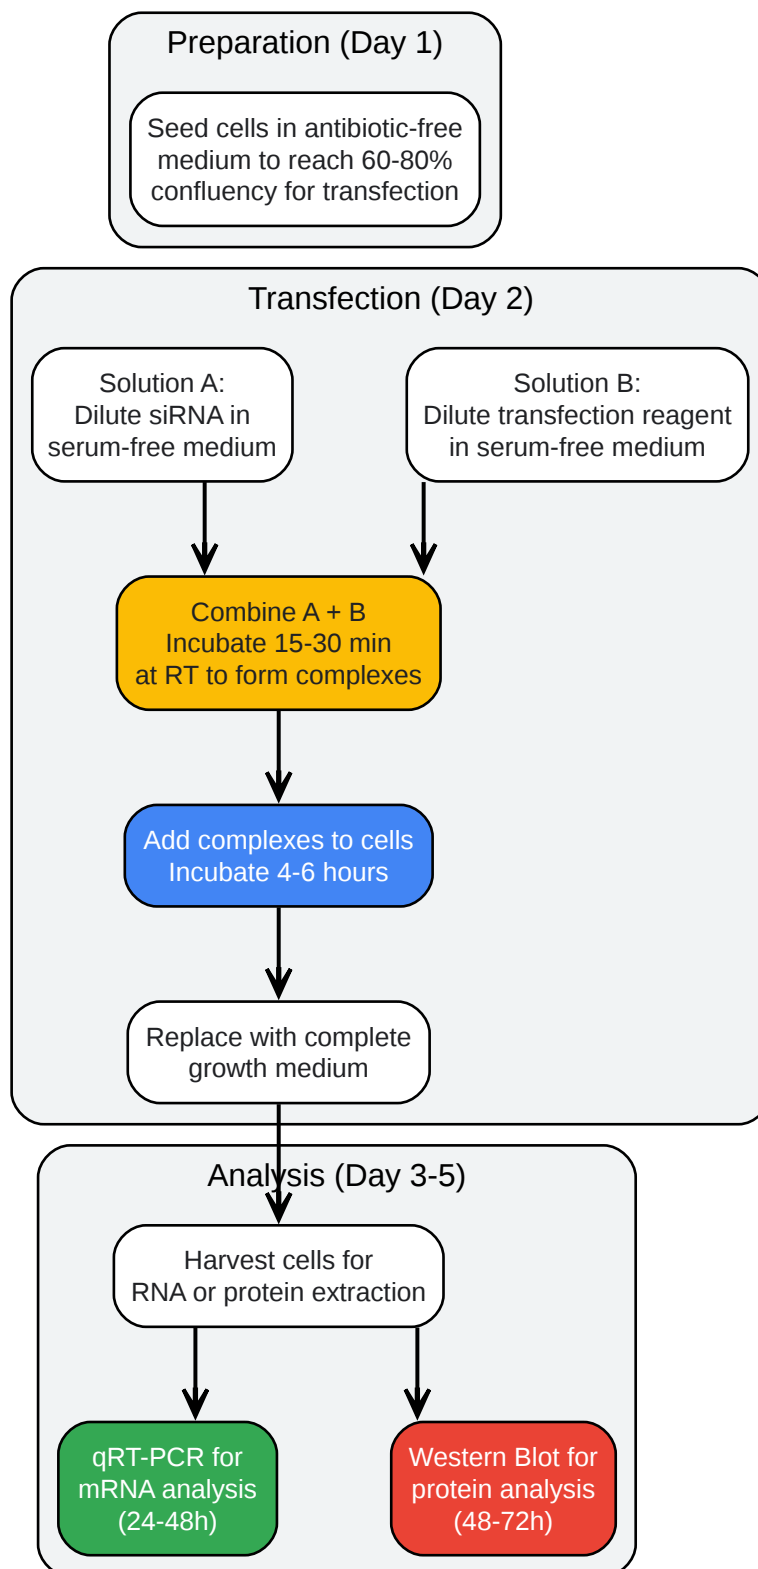 Preparation (Day 1)
Seed cells in antibiotic-free
medium to reach 60-80%
confluency for transfection
Transfection (Day 2)
Solution A:
Dilute siRNA in
serum-free medium
Solution B:
Dilute transfection reagent
in serum-free medium
Combine A + B
Incubate 15-30 min
at RT to form complexes
Add complexes to cells
Incubate 4-6 hours
Replace with complete
growth medium
Analysis (Day 3-5)
Harvest cells for
RNA or protein extraction
qRT-PCR for
mRNA analysis
(24-48h)
Western Blot for
protein analysis
(48-72h)